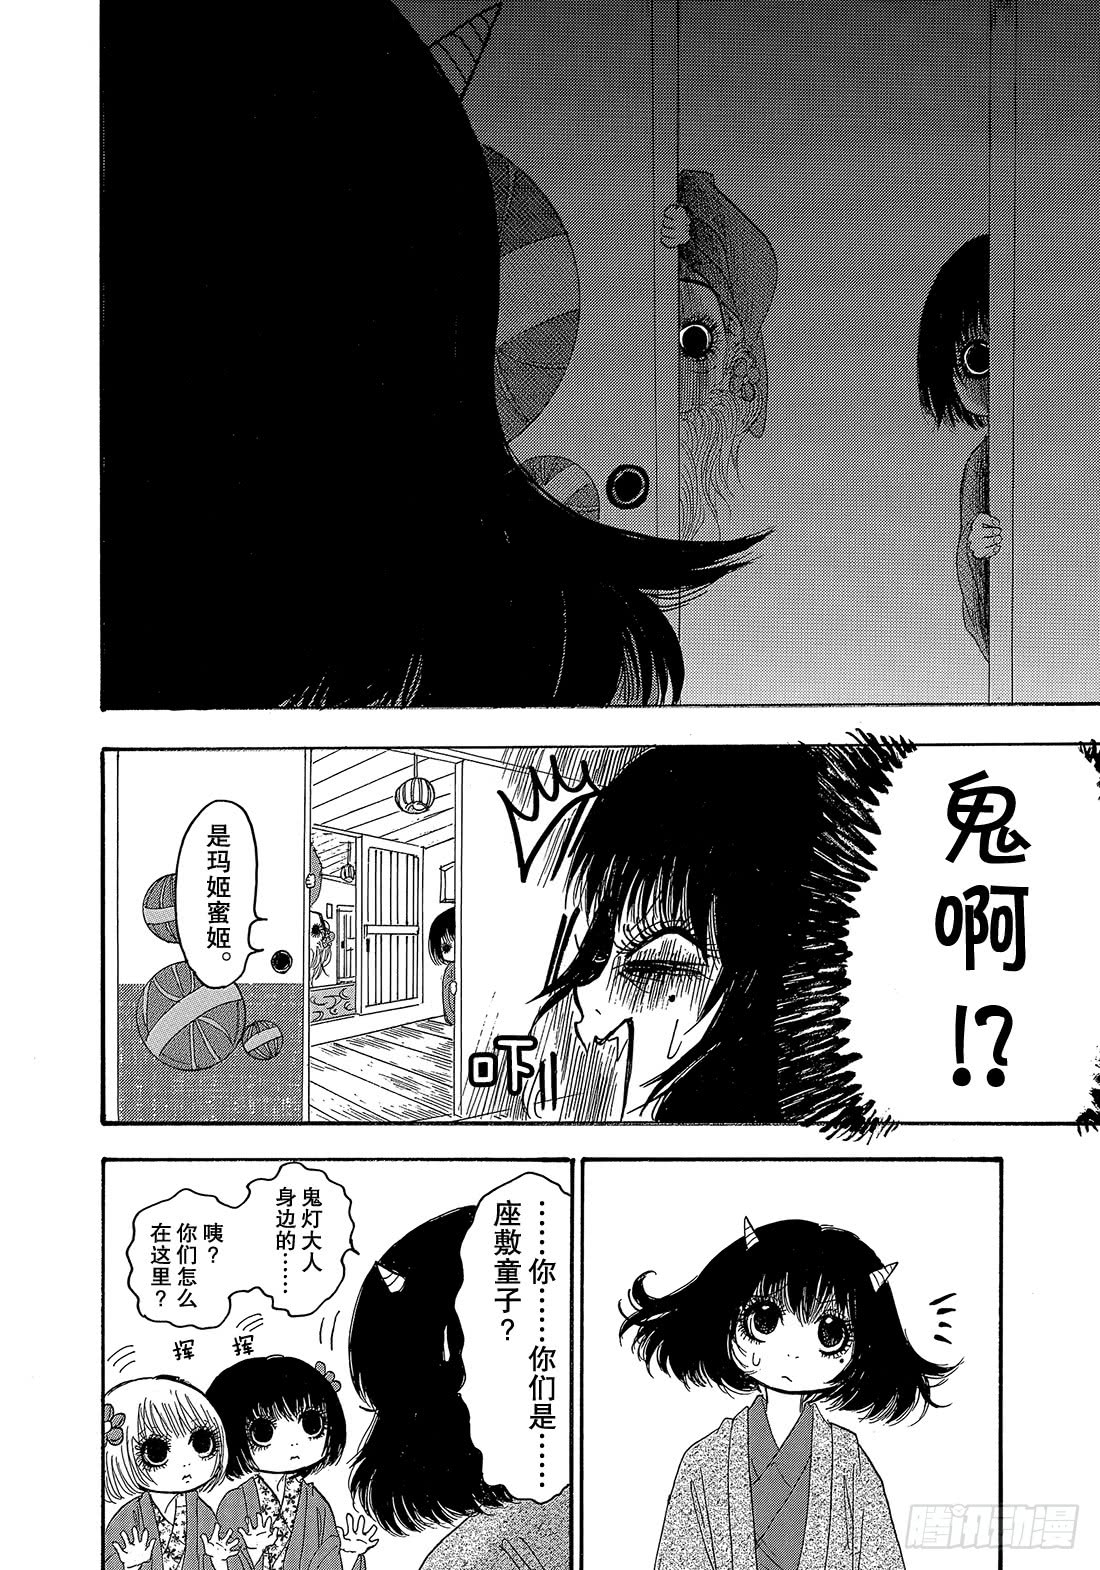 鬼啊!?
吓
是玛姬蜜姬。
……你……你们是……
座敷童子？
鬼灯大人
身边的……
咦？
你们怎么
在这里？
挥
挥
腾讯动漫